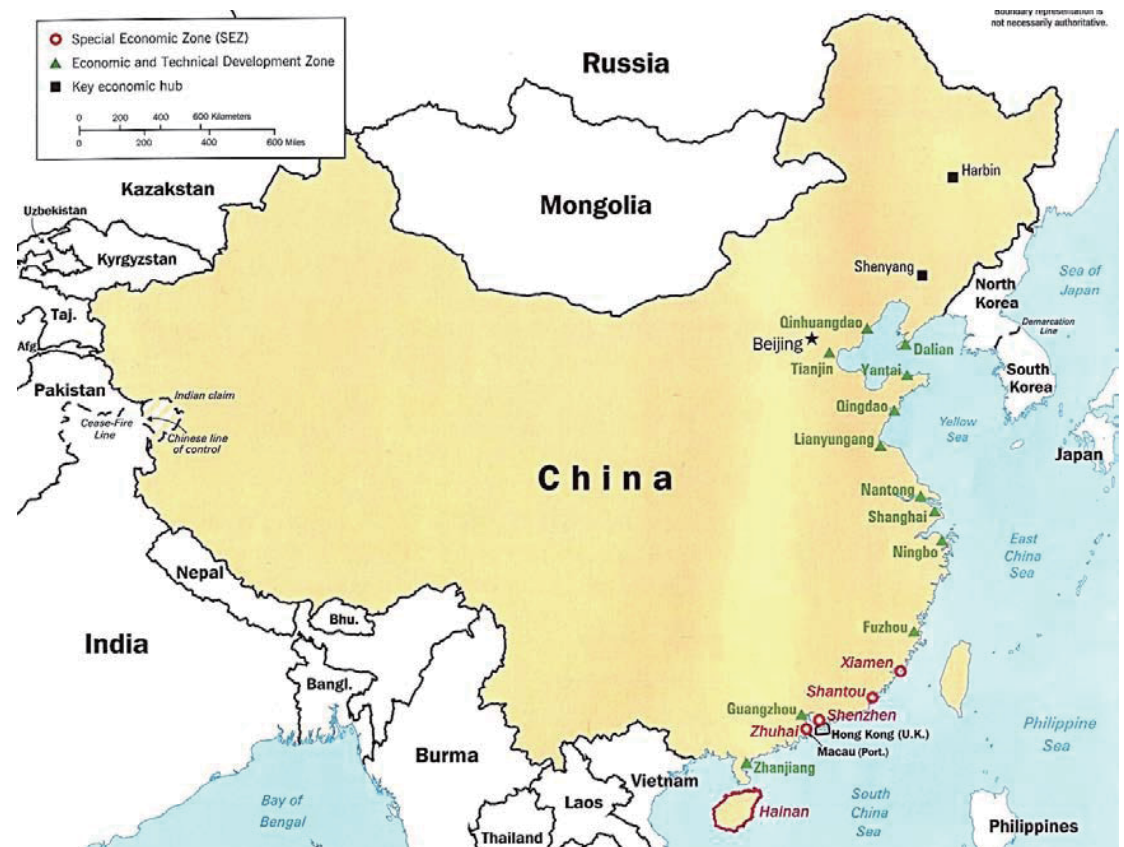 Boundary representation is
not necessarily authoritative.
Special Economic Zone (SEZ)
Economic and Technical Development Zone
Key economic hub
0 200 400 600 Kilometers
0 200 400 600 Miles
Russia
Kazakstan
Mongolia
Harbin
Uzbekistan
Kyrgyzstan
Shenyang
Sea of
Japan
North
Korea
Taj.
Qinhuangdao
Demarcation
Line
Beijing
Dalian
Afg.
Tianjin
Yantai
South
Korea
Pakistan
Indian claim
Qingdao
Cease-Fire
Line
Chinese line
of control
Yellow
Sea
Lianyungang
Japan
China
Nantong
Shanghai
East
China
Sea
Ningbo
Nepal
Bhu.
Fuzhou
India
Xiamen
Bangl.
Shantou
Guangzhou
Shenzhen
Philippine
Sea
Zhuhai
Hong Kong (U.K.)
Macau (Port.)
Burma
Zhanjiang
Vietnam
Bay of
Bengal
Laos
Hainan
South
China
Sea
Thailand
Philippines